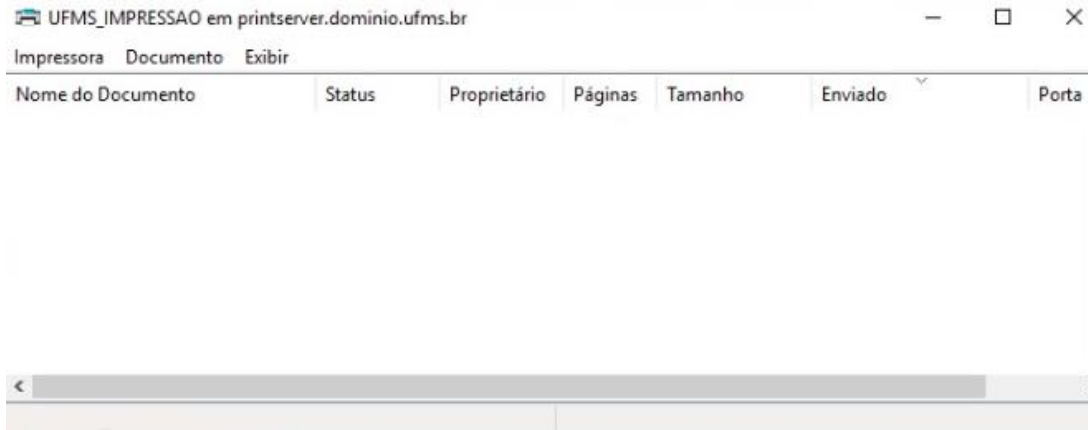 UFMS_IMPRESSAO em printserver.dominio.ufms.br
Impressora Documento Exibir
Nome do Documento Status Proprietário Páginas Tamanho Enviado Porta